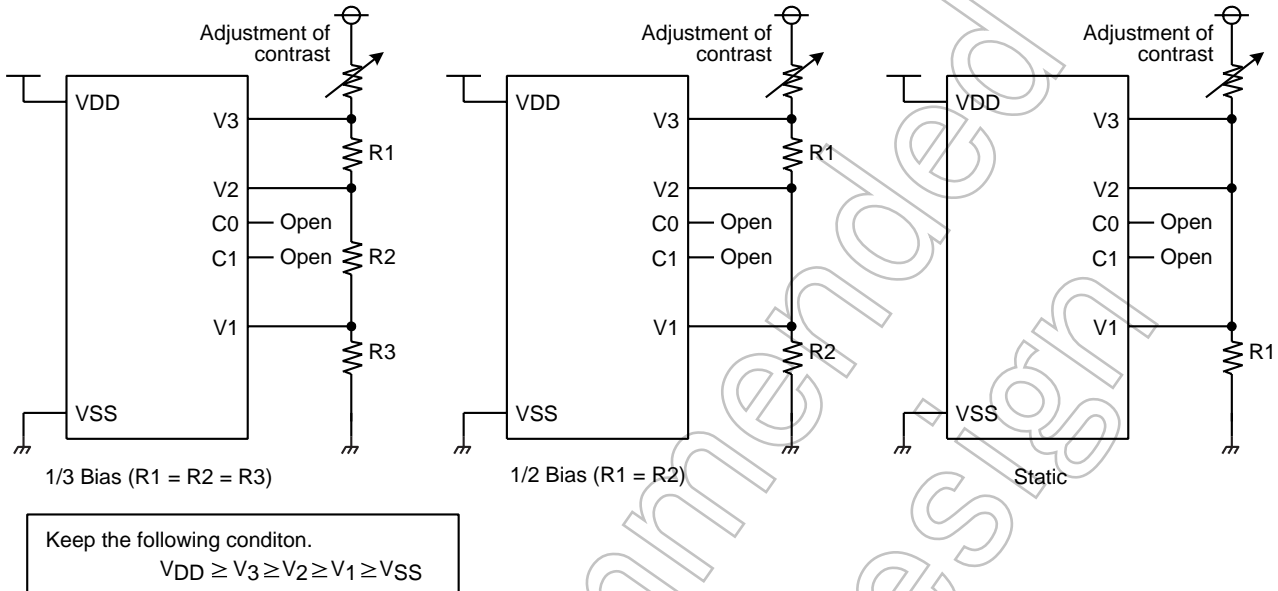 Adjustment of
contrast
VDD
V3
R1
V2
C0
Open
C1
Open
R2
V1
R3
VSS
1/3 Bias (R1 = R2 = R3)
Adjustment of
contrast
VDD
V3
R1
V2
C0
Open
C1
Open
V1
R2
VSS
1/2 Bias (R1 = R2)
Adjustment of
contrast
VDD
V3
V2
C0
Open
C1
Open
V1
R1
VSS
Static
Keep the following conditon.
VDD ≥ V3 ≥ V2 ≥ V1 ≥ VSS
mmended
esign